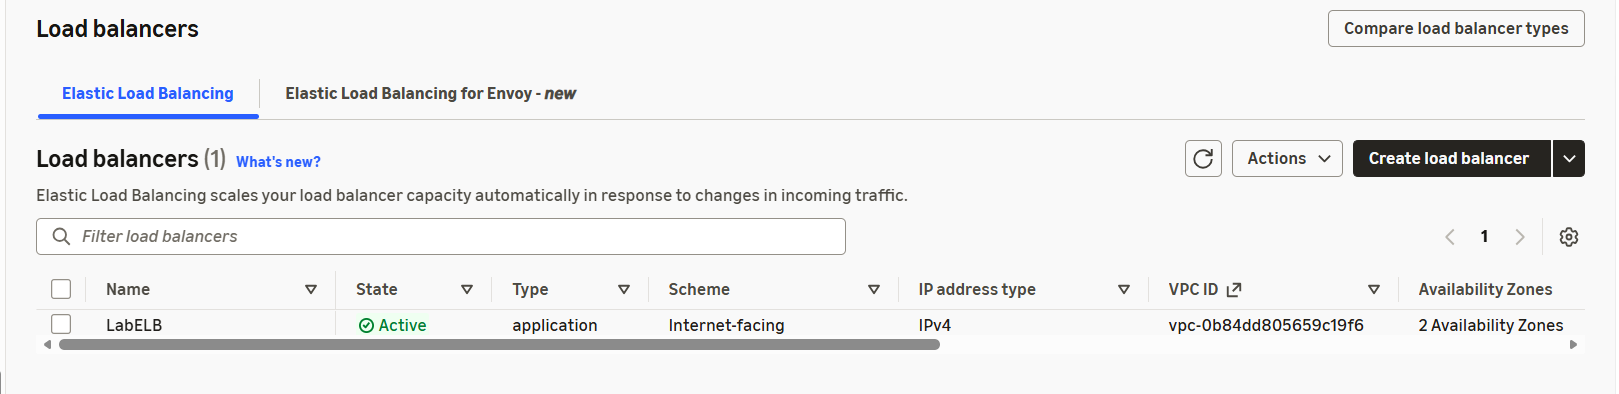 Load balancers
Compare load balancer types
Elastic Load Balancing
Elastic Load Balancing for Envoy - new
Load balancers (1) What's new?
Actions
Create load balancer
Elastic Load Balancing scales your load balancer capacity automatically in response to changes in incoming traffic.
Filter load balancers
1
Name State Type Scheme IP address type VPC ID Availability Zones
LabELB Active application Internet-facing IPv4 vpc-0b84dd805659c19f6 2 Availability Zones